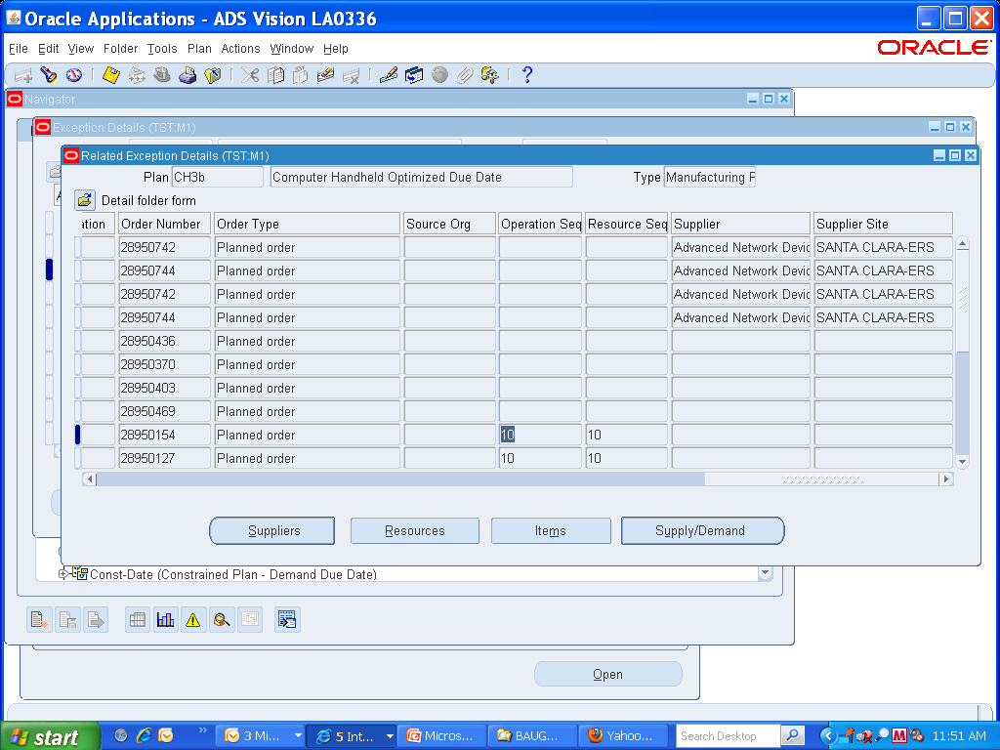 Oracle Applications - ADS Vision LA0336
File Edit View Folder Tools Plan Actions Window Help
ORACLE
Navigator
Exception Details (TST:M1)
Related Exception Details (TST:M1)
Plan CH3b Computer Handheld Optimized Due Date Type Manufacturing
Detail folder form
ation Order Number Order Type Source Org Operation Seq Resource Seq Supplier Supplier Site
28950742 Planned order Advanced Network Devic SANTA CLARA-ERS
28950744 Planned order Advanced Network Devic SANTA CLARA-ERS
28950742 Planned order Advanced Network Devic SANTA CLARA-ERS
28950744 Planned order Advanced Network Devic SANTA CLARA-ERS
28950436 Planned order
28950370 Planned order
28950403 Planned order
28950469 Planned order
28950154 Planned order 10 10
28950127 Planned order 10 10
Suppliers Resources Items Supply/Demand
Const-Date (Constrained Plan - Demand Due Date)
Open
start 3 Mi... 5 Int... Micros... BAUG... Yahoo... Search Desktop 11:51 AM